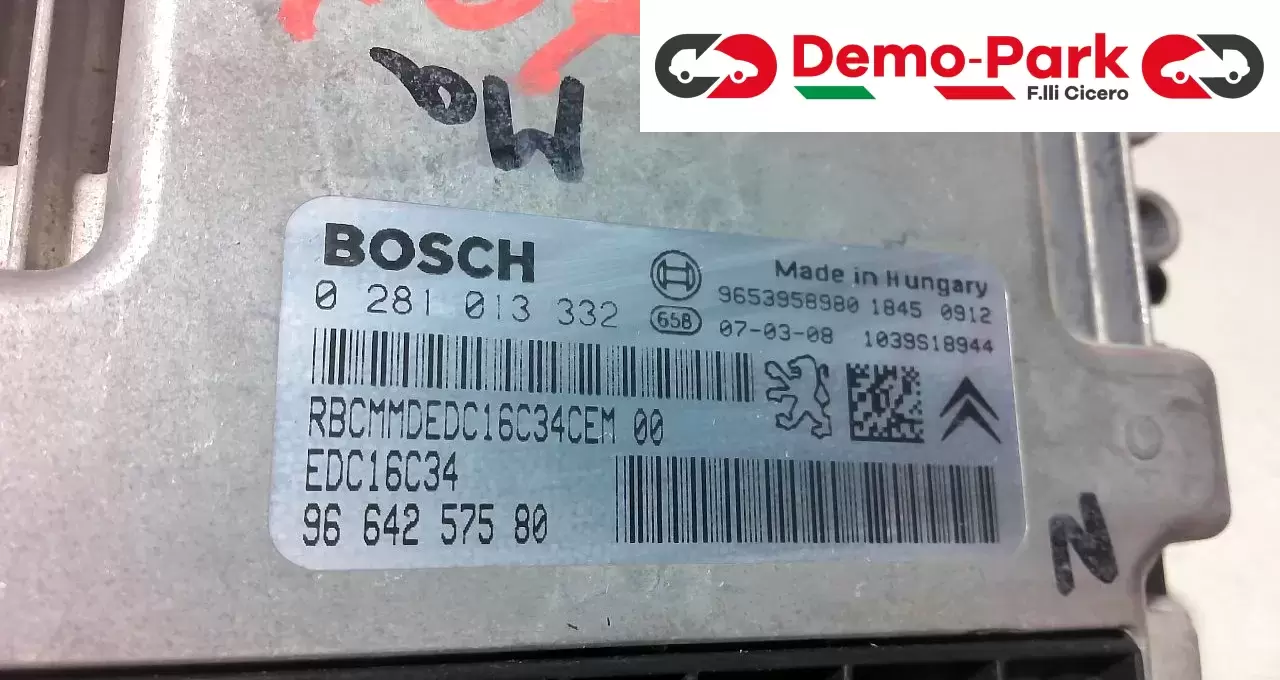 Demo-Park
F.lli Cicero
BOSCH
0 281 013 332
658
Made in Hungary
9653958980 1845 0912
07-03-08 1039S18944
RBCMMDEDC16C34CEM 00
EDC16C34
96 642 575 80
N